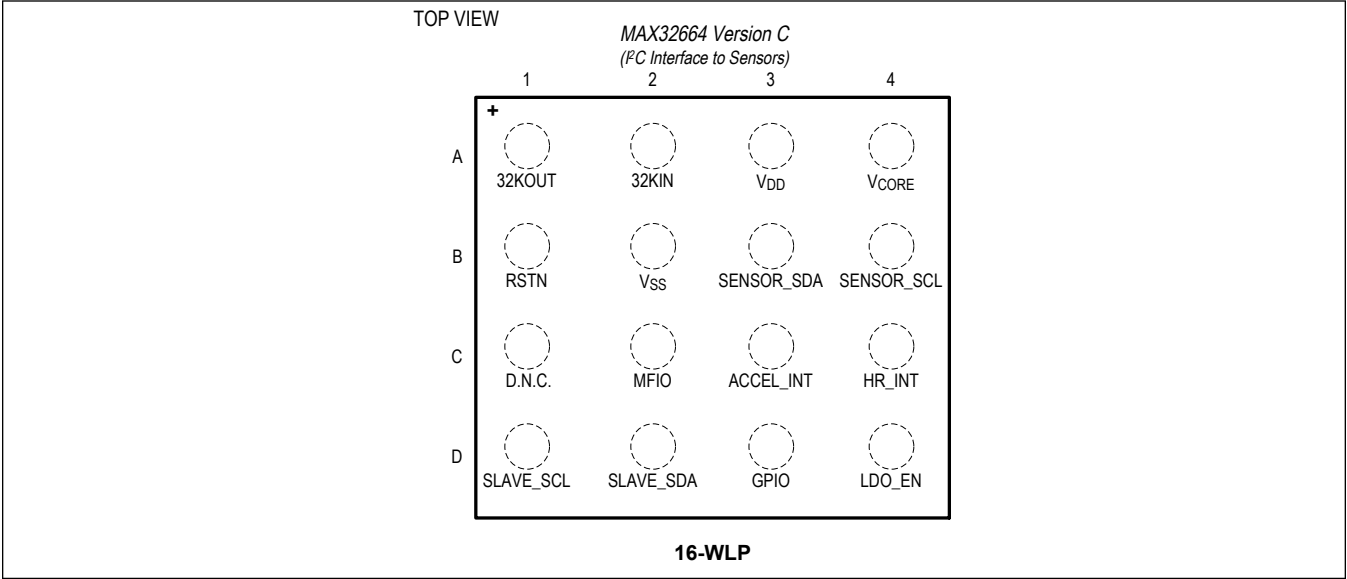 TOP VIEW
MAX32664 Version C
(I²C Interface to Sensors)
1 2 3 4
+
A
32KOUT 32KIN VDD VCORE
B
RSTN VSS SENSOR_SDA SENSOR_SCL
C
D.N.C. MFIO ACCEL_INT HR_INT
D
SLAVE_SCL SLAVE_SDA GPIO LDO_EN
16-WLP